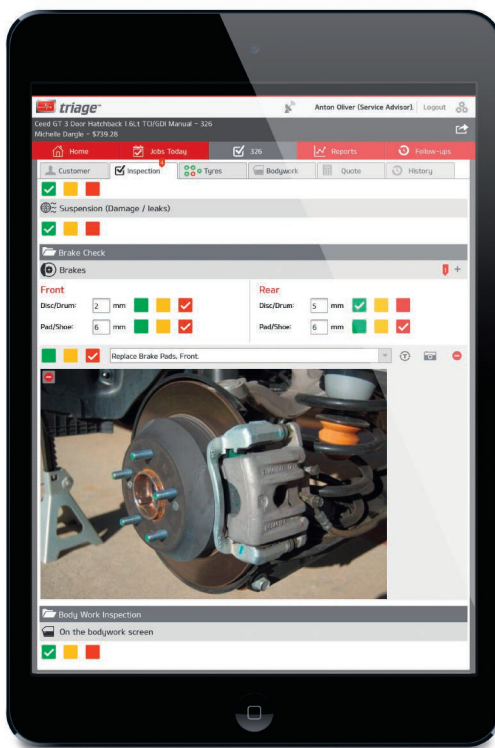 triage
Anton Oliver (Service Advisor) Logout
Ceed GT 3 Door Hatchback 1.6Lt TCI/GDI Manual - 326
Michelle Dargle - $739.28
Home Jobs Today 326 Reports Follow-ups
Customer Inspection Tyres Bodywork Quote History
Suspension (Damage / leaks)
Brake Check
Brakes
Front Rear
Disc/Drum: 2 mm Disc/Drum: 5 mm
Pad/Shoe: 6 mm Pad/Shoe: 6 mm
Replace Brake Pads, Front.
Body Work Inspection
On the bodywork screen